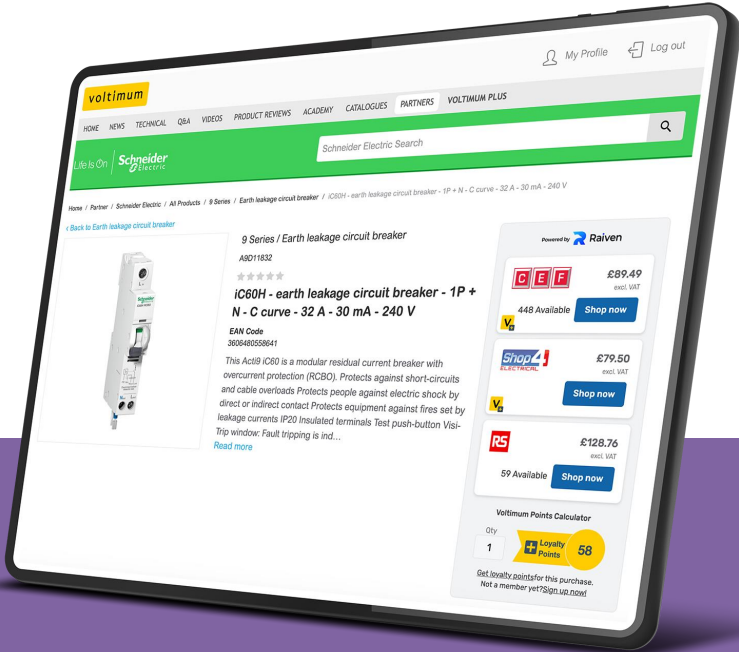 My Profile
Log out
voltimum
HOME NEWS TECHNICAL Q&A VIDEOS PRODUCT REVIEWS ACADEMY CATALOGUES PARTNERS VOLTIMUM PLUS
Life Is On Schneider Electric
Schneider Electric Search
Home / Partner / Schneider Electric / All Products / 9 Series / Earth leakage circuit breaker / iC60H - earth leakage circuit breaker - 1P + N - C curve - 32 A - 30 mA - 240 V
< Back to Earth leakage circuit breaker
9 Series / Earth leakage circuit breaker
A9D11832
iC60H - earth leakage circuit breaker - 1P +
N - C curve - 32 A - 30 mA - 240 V
EAN Code
3606480558641
This Acti9 iC60 is a modular residual current breaker with
overcurrent protection (RCBO). Protects against short-circuits
and cable overloads Protects people against electric shock by
direct or indirect contact Protects equipment against fires set by
leakage currents IP20 Insulated terminals Test push-button Visi-
Trip window: Fault tripping is ind...
Read more
Powered by Raiven
CEF
£89.49
excl. VAT
V+
448 Available
Shop now
Shop4
ELECTRICAL
£79.50
excl. VAT
V+
Shop now
RS
£128.76
excl. VAT
59 Available
Shop now
Voltimum Points Calculator
Qty
1
+ Loyalty
Points
58
Get loyalty pointsfor this purchase.
Not a member yet?Sign up now!